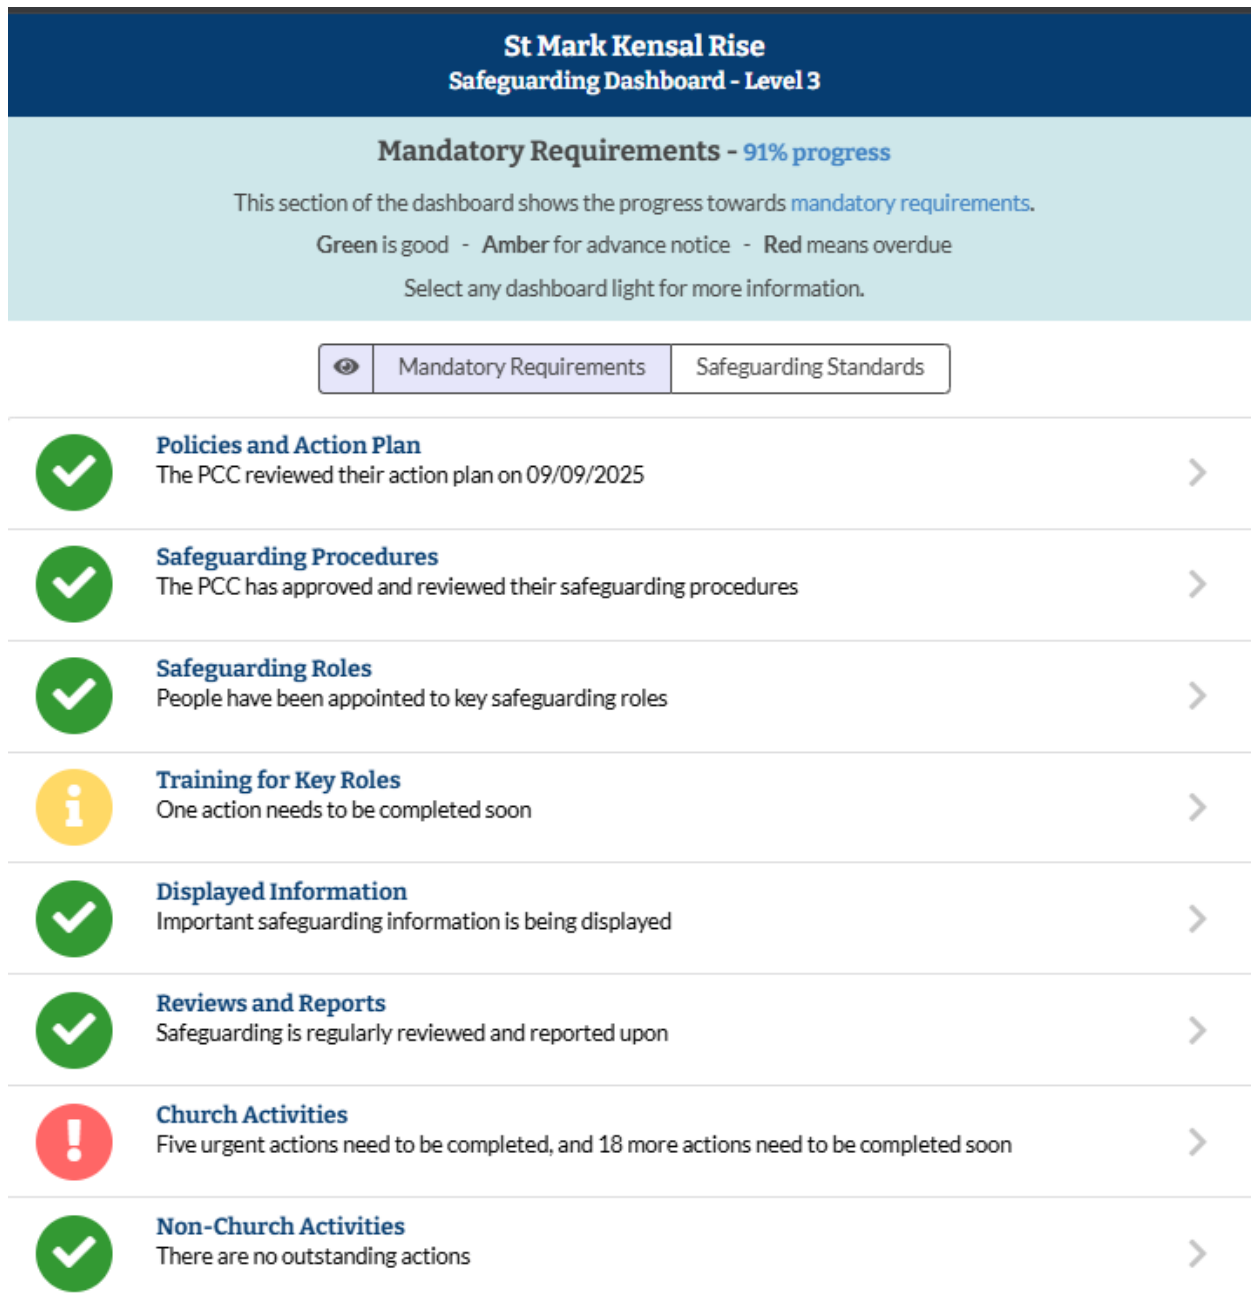 St Mark Kensal Rise
Safeguarding Dashboard - Level 3
Mandatory Requirements - 91% progress
This section of the dashboard shows the progress towards mandatory requirements.
Green is good - Amber for advance notice - Red means overdue
Select any dashboard light for more information.
Mandatory Requirements Safeguarding Standards
Policies and Action Plan
The PCC reviewed their action plan on 09/09/2025
Safeguarding Procedures
The PCC has approved and reviewed their safeguarding procedures
Safeguarding Roles
People have been appointed to key safeguarding roles
Training for Key Roles
One action needs to be completed soon
Displayed Information
Important safeguarding information is being displayed
Reviews and Reports
Safeguarding is regularly reviewed and reported upon
Church Activities
Five urgent actions need to be completed, and 18 more actions need to be completed soon
Non-Church Activities
There are no outstanding actions